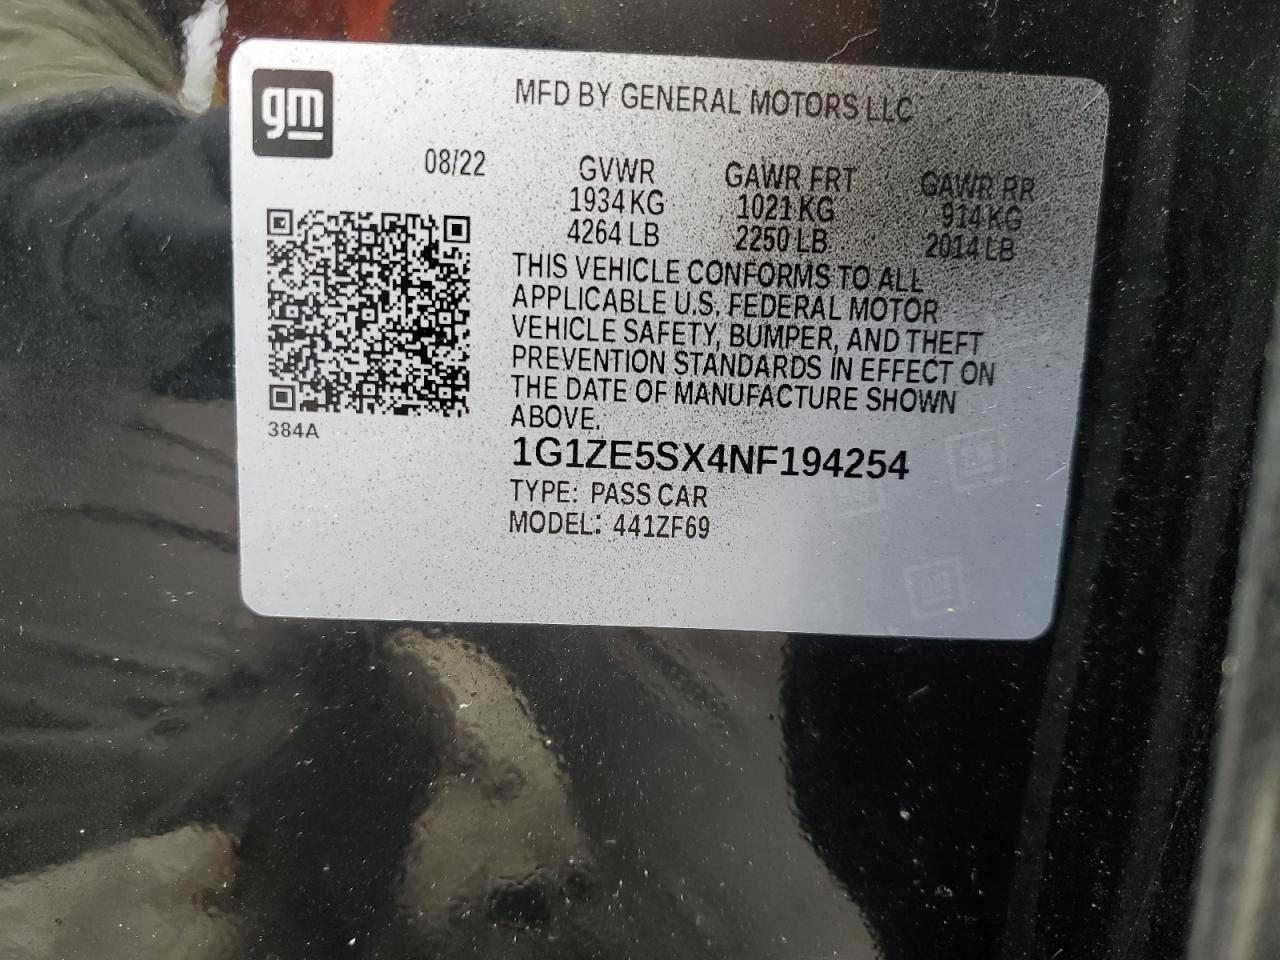 gm
MFD BY GENERAL MOTORS LLC
08/22
GVWR GAWR FRT GAWR RR
1934 KG 1021 KG 914 KG
4264 LB 2250 LB 2014 LB
THIS VEHICLE CONFORMS TO ALL
APPLICABLE U.S. FEDERAL MOTOR
VEHICLE SAFETY, BUMPER, AND THEFT
PREVENTION STANDARDS IN EFFECT ON
THE DATE OF MANUFACTURE SHOWN
ABOVE.
384A
1G1ZE5SX4NF194254
TYPE: PASS CAR
MODEL: 441ZF69
GM
GM